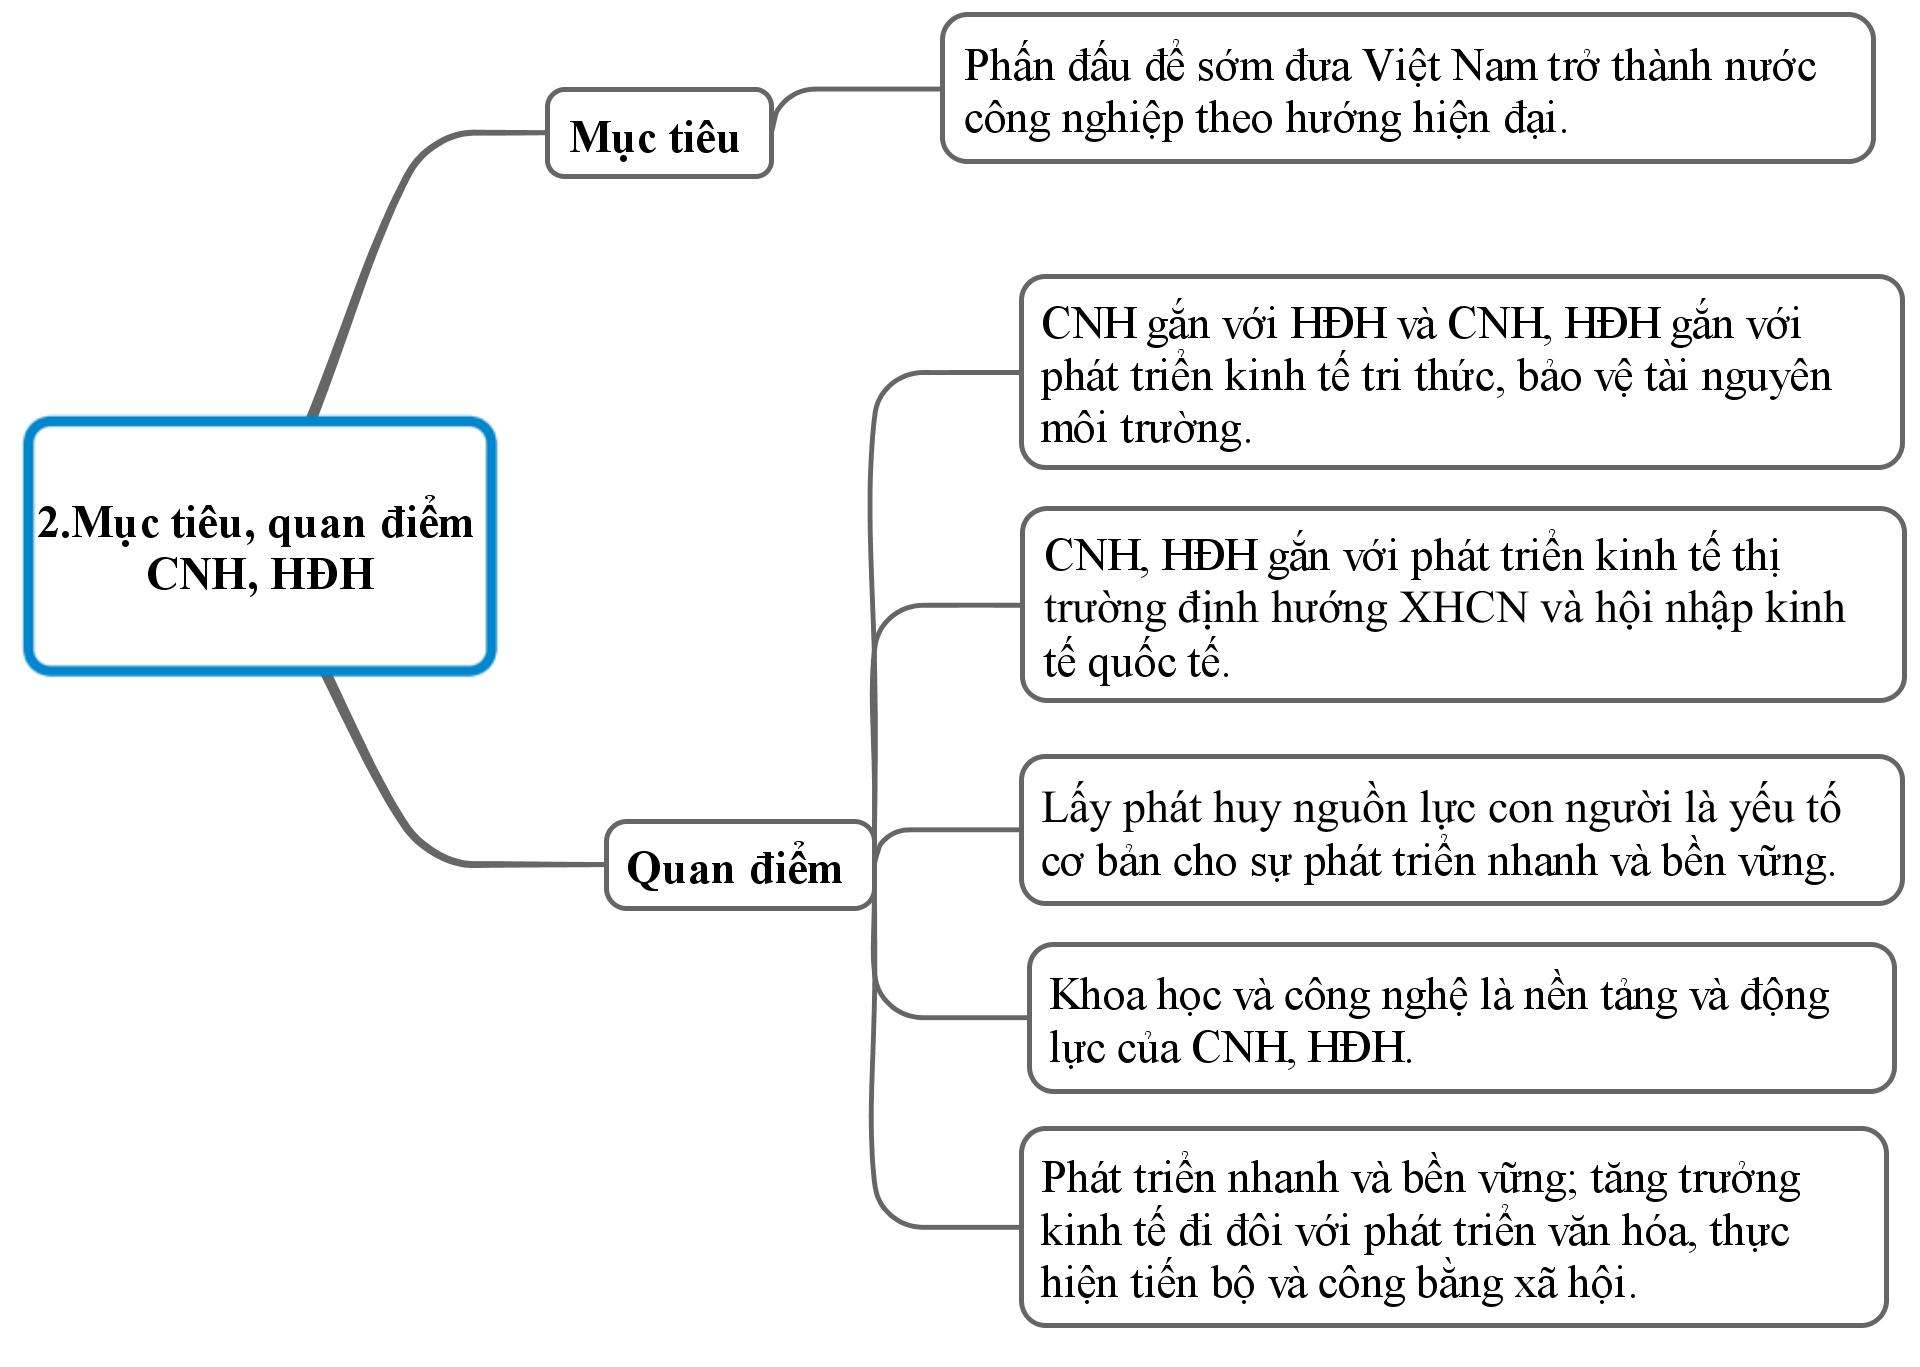 2.Mục tiêu, quan điểm
CNH, HĐH
Mục tiêu
Phấn đấu để sớm đưa Việt Nam trở thành nước
công nghiệp theo hướng hiện đại.
Quan điểm
CNH gắn với HĐH và CNH, HĐH gắn với
phát triển kinh tế tri thức, bảo vệ tài nguyên
môi trường.
CNH, HĐH gắn với phát triển kinh tế thị
trường định hướng XHCN và hội nhập kinh
tế quốc tế.
Lấy phát huy nguồn lực con người là yếu tố
cơ bản cho sự phát triển nhanh và bền vững.
Khoa học và công nghệ là nền tảng và động
lực của CNH, HĐH.
Phát triển nhanh và bền vững; tăng trưởng
kinh tế đi đôi với phát triển văn hóa, thực
hiện tiến bộ và công bằng xã hội.